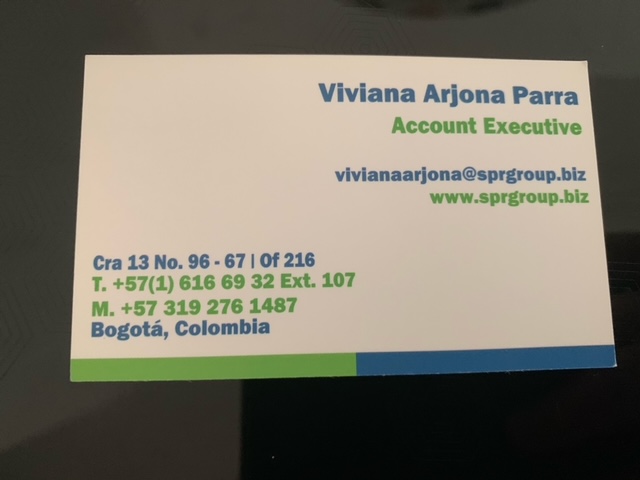 Viviana Arjona Parra
Account Executive
vivianaarjona@sprgroup.biz
www.sprgroup.biz
Cra 13 No. 96 - 67 | Of 216
T. +57(1) 616 69 32 Ext. 107
M. +57 319 276 1487
Bogotá, Colombia